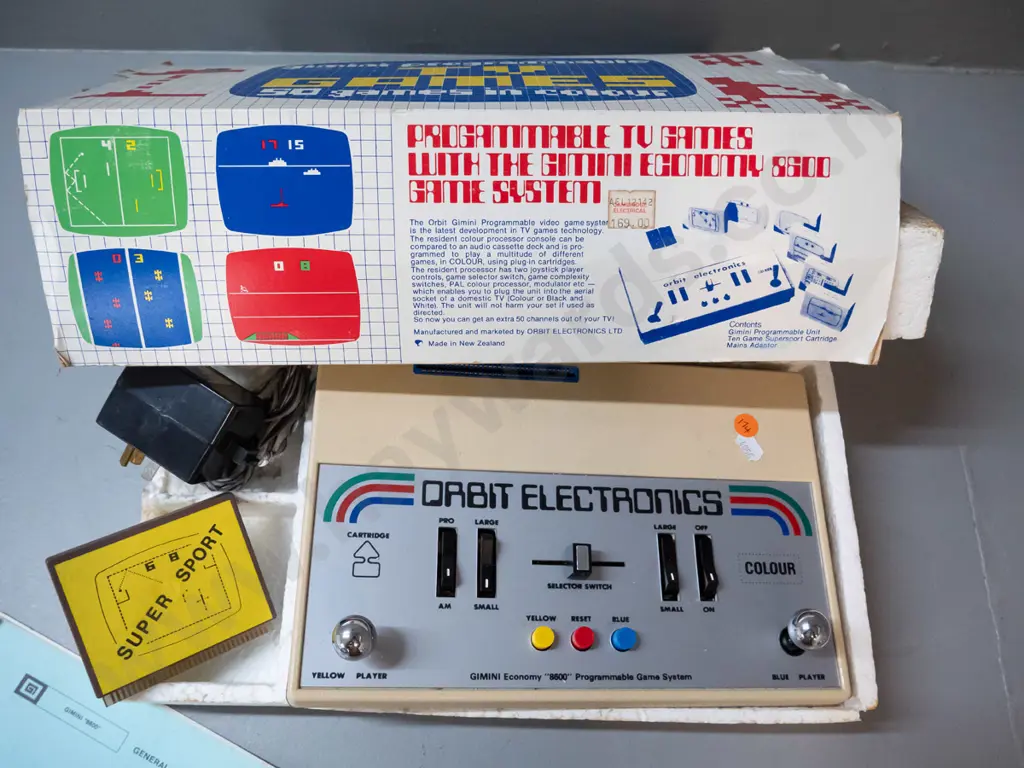 Gimini programmable
TV
GAMES
50 games in colour
4 2
17 15
0 3
0 8
PROGAMMABLE TV GAMES
WITH THE GIMINI ECONOMY 8600
GAME SYSTEM
The Orbit Gimini Programmable video game system
is the latest development in TV games technology.
The resident colour processor console can be
compared to an audio cassette deck and is pro-
grammed to play a multitude of different
games, in COLOUR, using plug-in cartridges.
The resident processor has two joystick player
controls, game selector switch, game complexity
switches, PAL colour processor, modulator etc —
which enables you to plug the unit into the aerial
socket of a domestic TV (Colour or Black and
White). The unit will not harm your set if used as
directed.
So now you can get an extra 50 channels out of your TV!
Manufactured and marketed by ORBIT ELECTRONICS LTD
Made in New Zealand
ELECTRICAL
169.00
orbit electronics
Contents
Gimini Programmable Unit
Ten Game Supersport Cartridge
Mains Adaptor
ORBIT ELECTRONICS
CARTRIDGE
PRO
LARGE
AM
SMALL
SELECTOR SWITCH
LARGE
OFF
SMALL
ON
COLOUR
YELLOW
RESET
BLUE
YELLOW PLAYER
GIMINI Economy "8600" Programmable Game System
BLUE PLAYER
6 8
SUPER SPORT
GIMINI "8600"
GENERAL